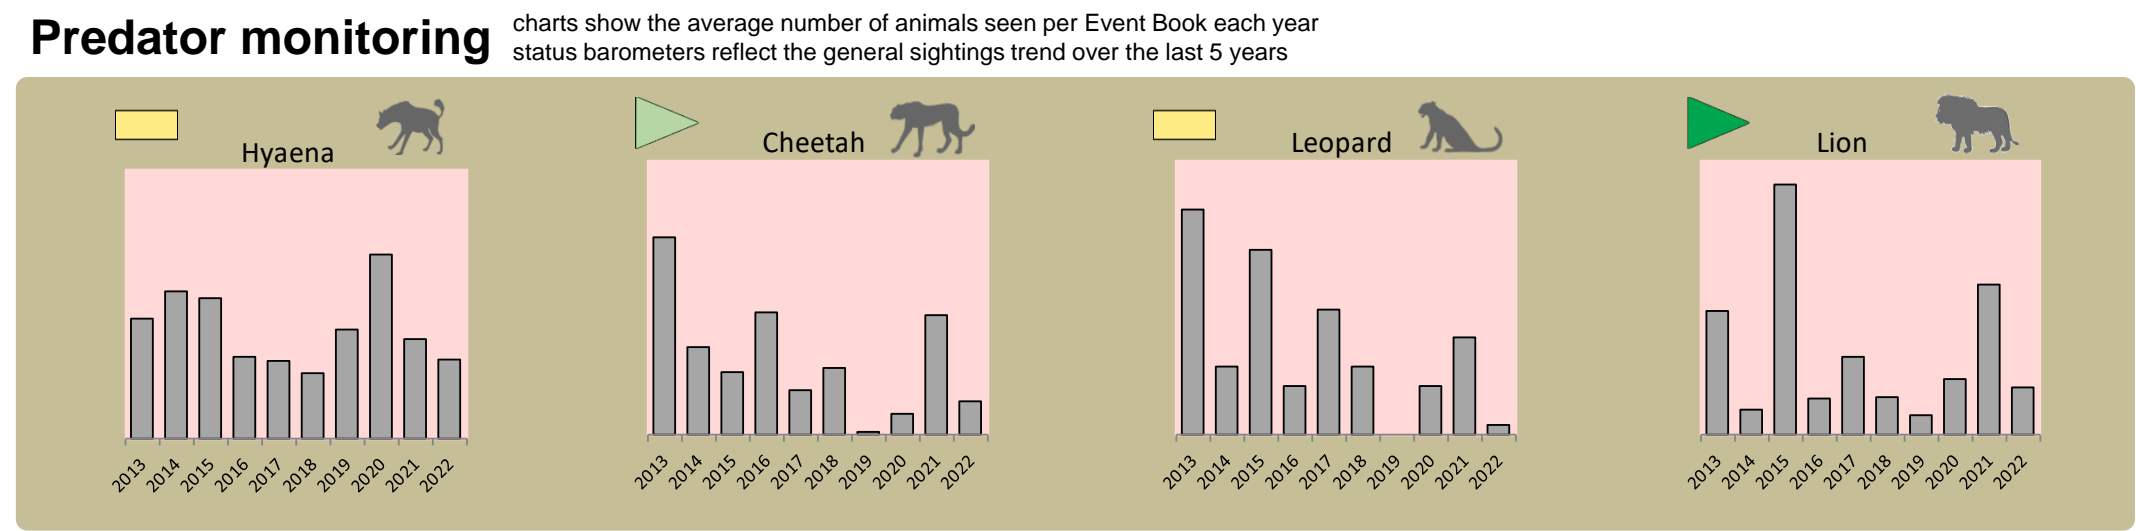 Predator monitoring
charts show the average number of animals seen per Event Book each year
status barometers reflect the general sightings trend over the last 5 years
Hyaena
2013 2014 2015 2016 2017 2018 2019 2020 2021 2022
Cheetah
2013 2014 2015 2016 2017 2018 2019 2020 2021 2022
Leopard
2013 2014 2015 2016 2017 2018 2019 2020 2021 2022
Lion
2013 2014 2015 2016 2017 2018 2019 2020 2021 2022